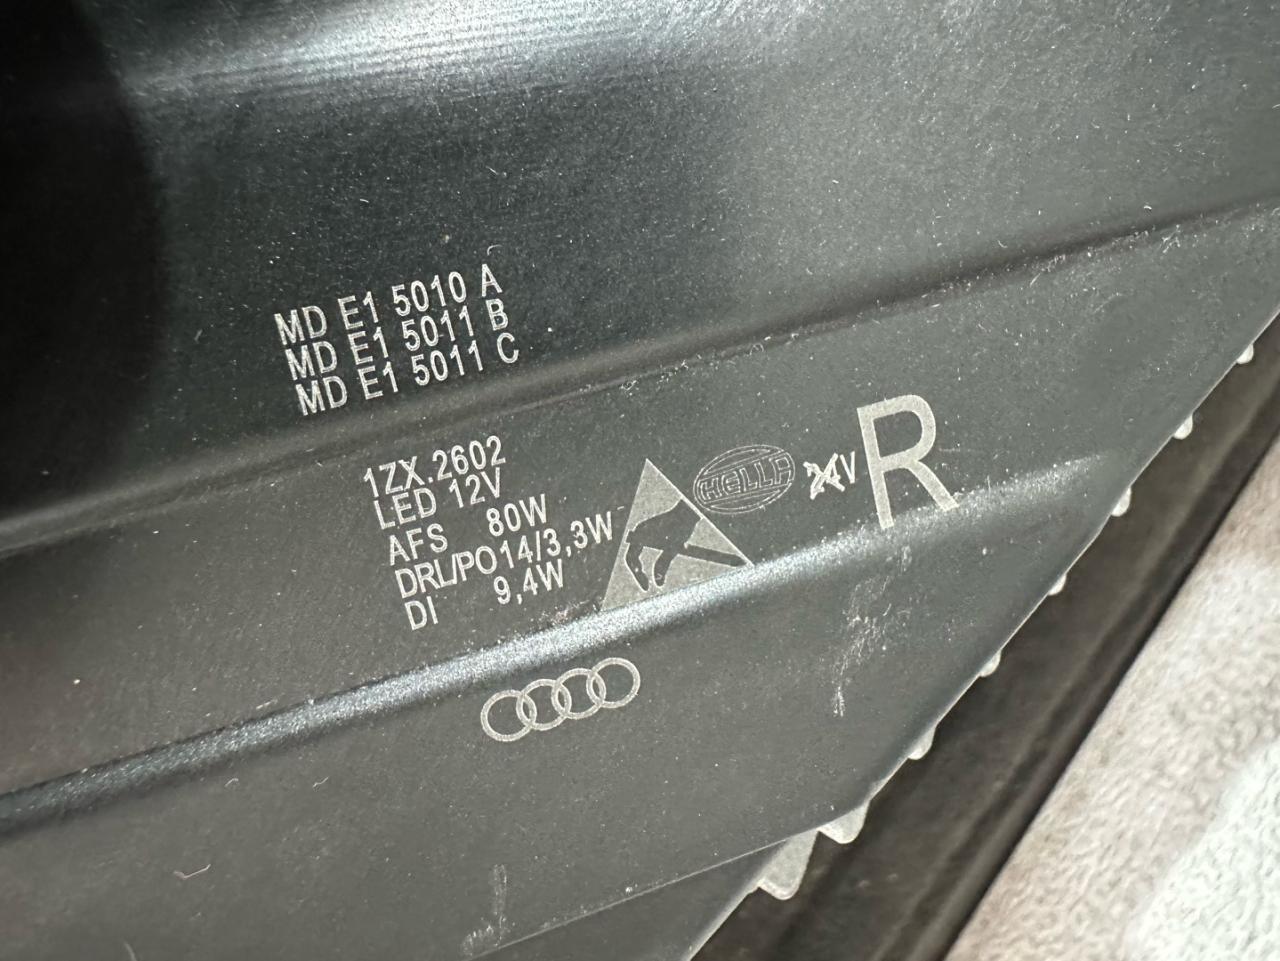 MD E1 5010 A
MD E1 5011 B
MD E1 5011 C
1ZX.2602
LED 12V
AFS 80W
DRL/PO14/3,3W
DI 9,4W
HELLA
R